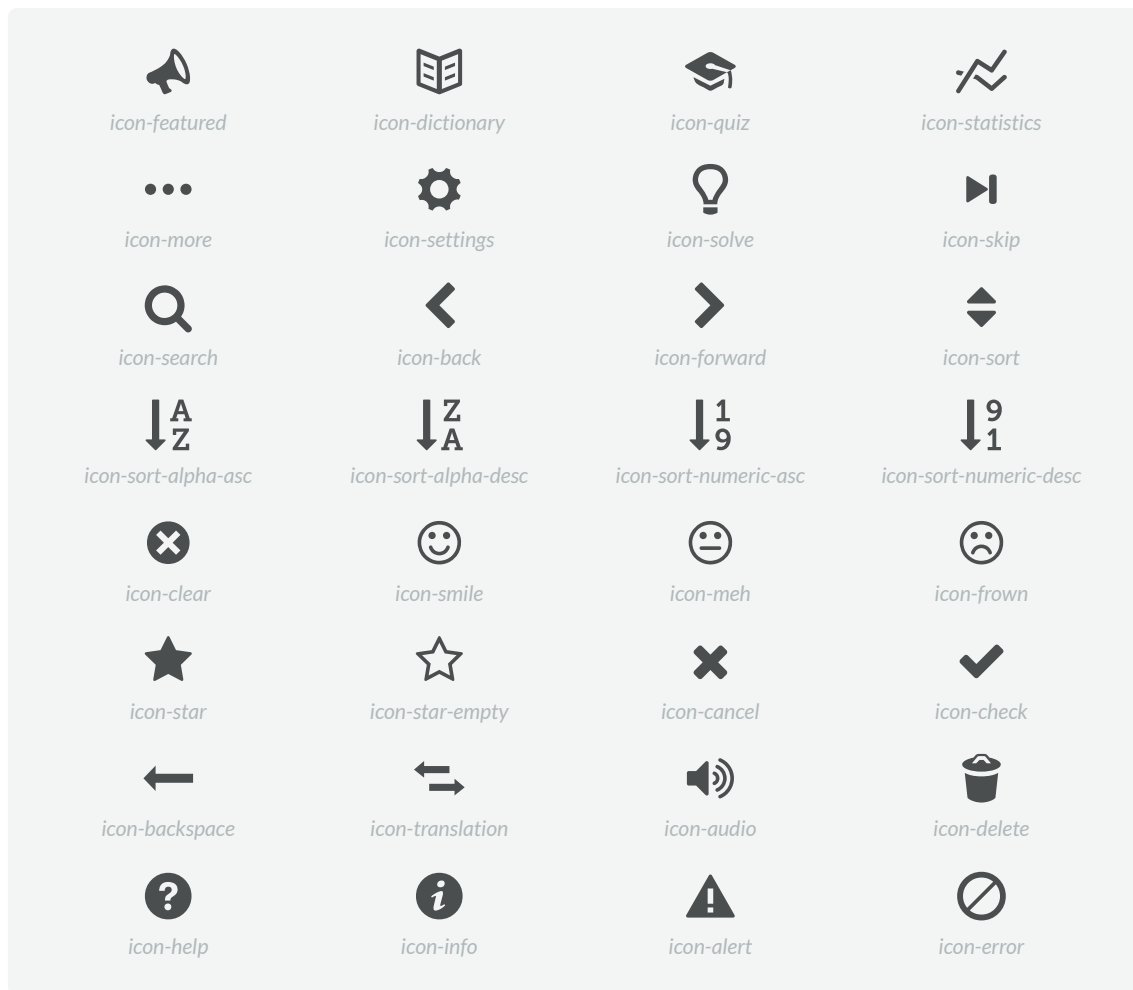 icon-featured icon-dictionary icon-quiz icon-statistics
icon-more icon-settings icon-solve icon-skip
icon-search icon-back icon-forward icon-sort
A Z Z A 1 9 9 1
icon-sort-alpha-asc icon-sort-alpha-desc icon-sort-numeric-asc icon-sort-numeric-desc
icon-clear icon-smile icon-meh icon-frown
icon-star icon-star-empty icon-cancel icon-check
icon-backspace icon-translation icon-audio icon-delete
? i !
icon-help icon-info icon-alert icon-error